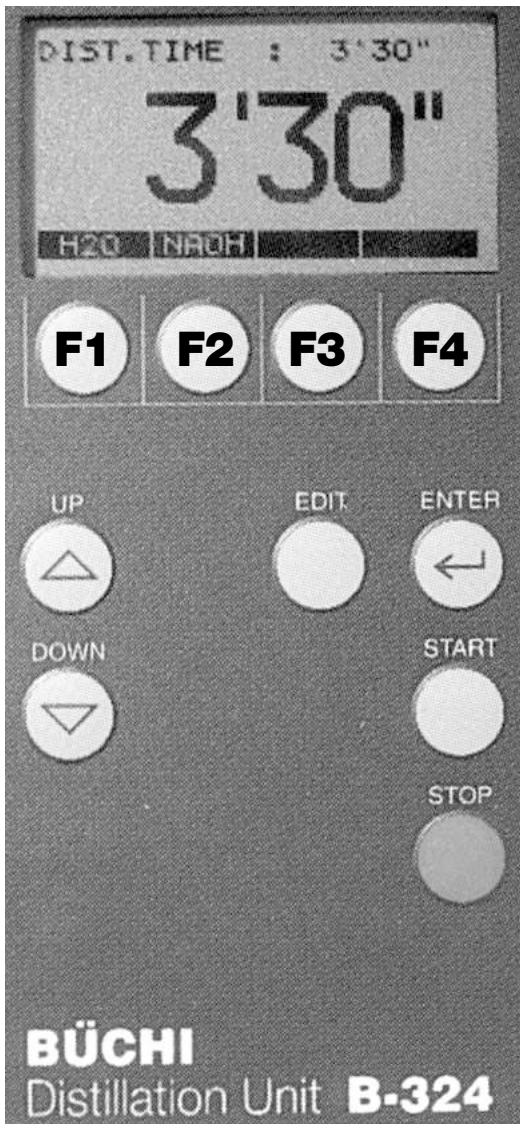 DIST.TIME : 3'30"
3'30"
H2O NAOH
F1 F2 F3 F4
UP EDIT ENTER
DOWN START
STOP
BÜCHI
Distillation Unit B-324